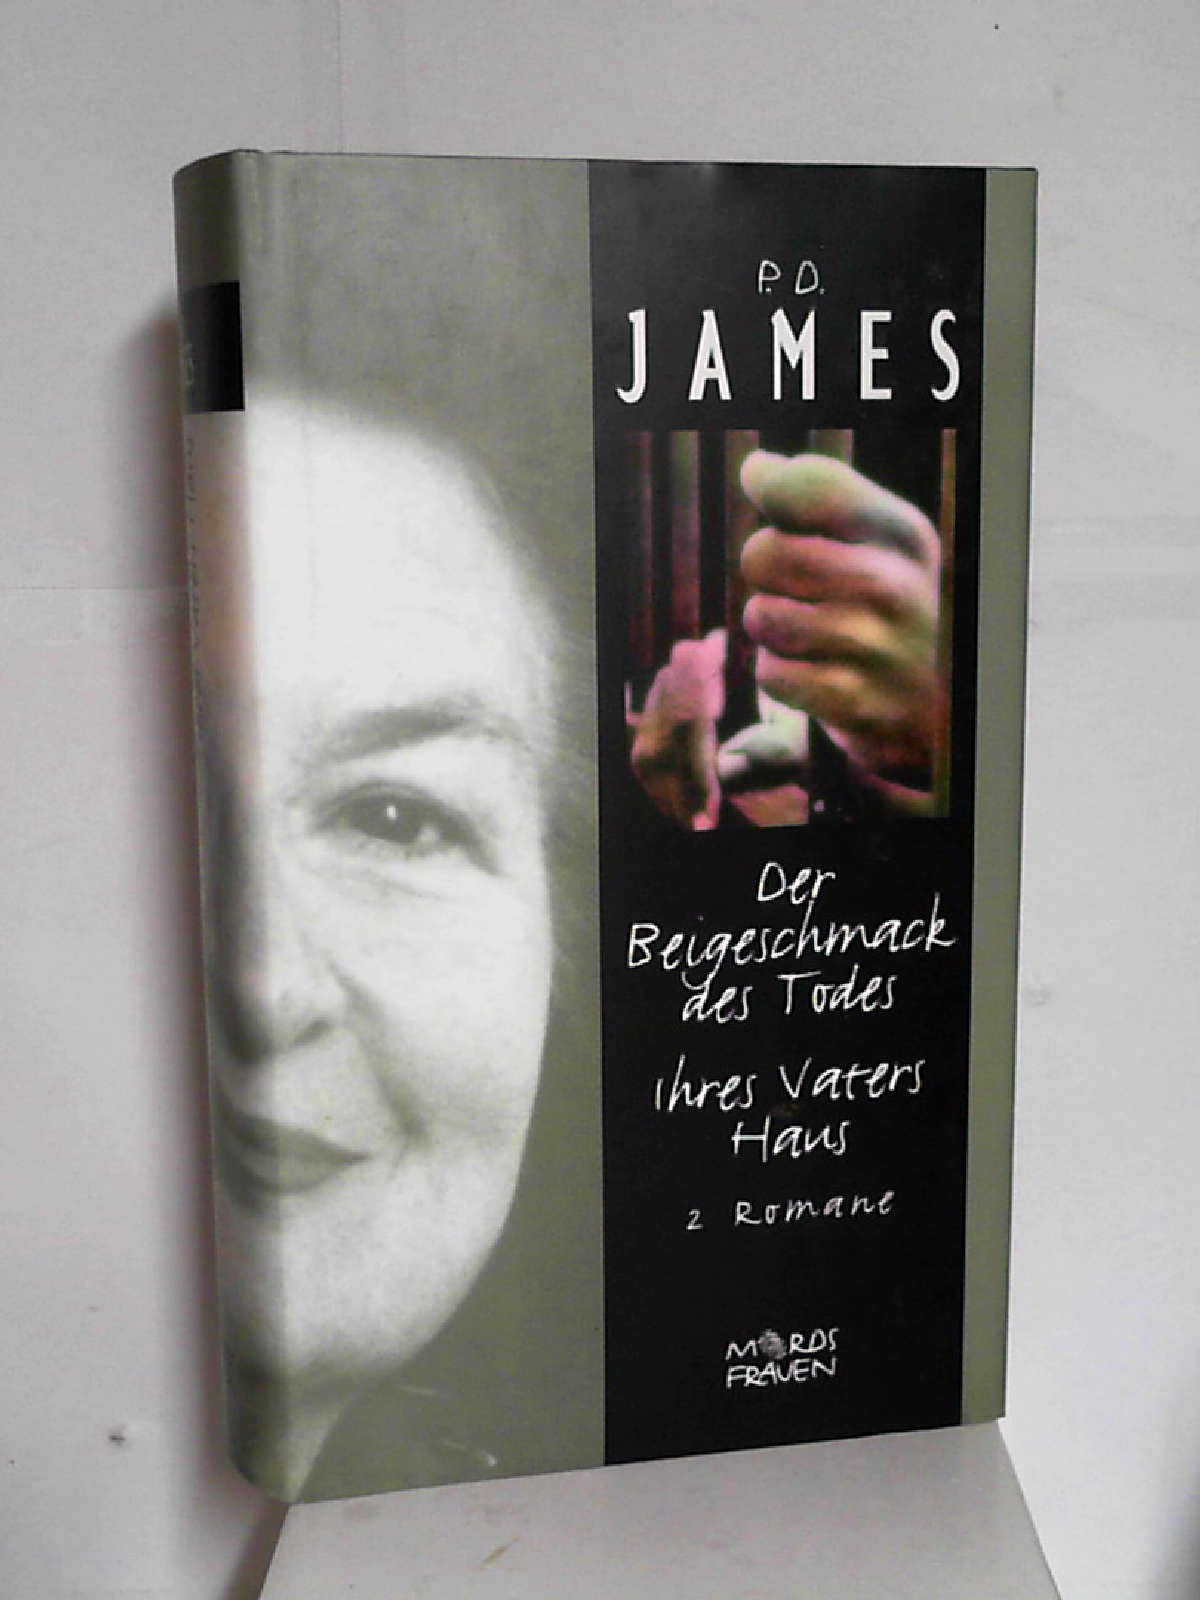 P. D.
JAMES
Der
Beigeschmack
des Todes
Ihres Vaters
Haus
2 Romane
MORDS
FRAUEN